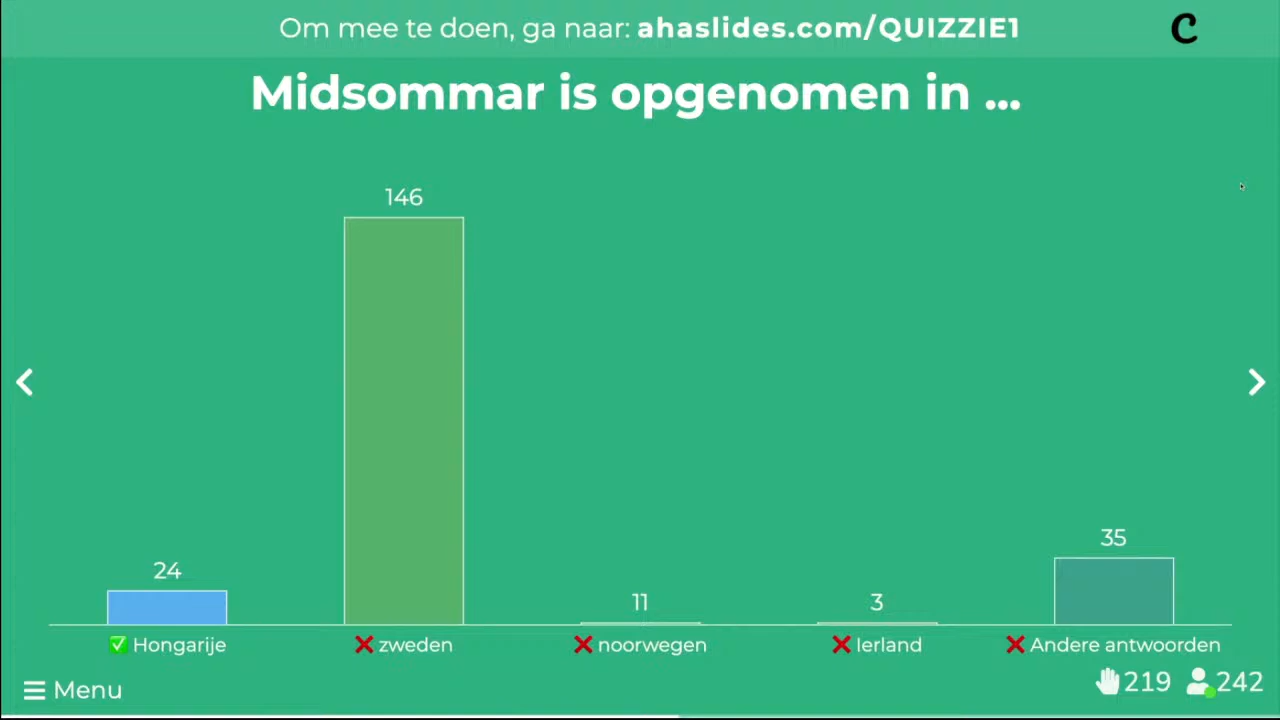 Om mee te doen, ga naar: ahaslides.com/QUIZZIE1
C
Midsommar is opgenomen in ...
146
35
24
11
3
Hongarije
zweden
noorwegen
Ierland
Andere antwoorden
Menu
219
242